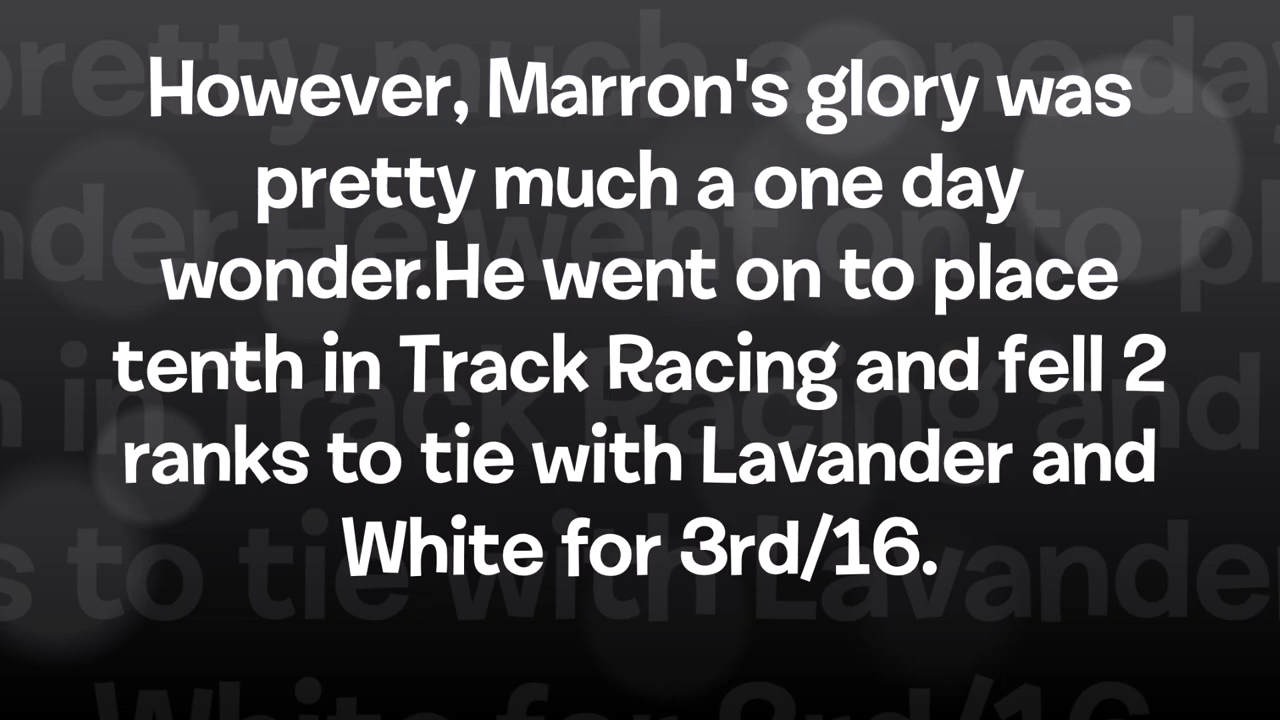 However, Marron's glory was
pretty much a one day
wonder.He went on to place
tenth in Track Racing and fell 2
ranks to tie with Lavander and
White for 3rd/16.